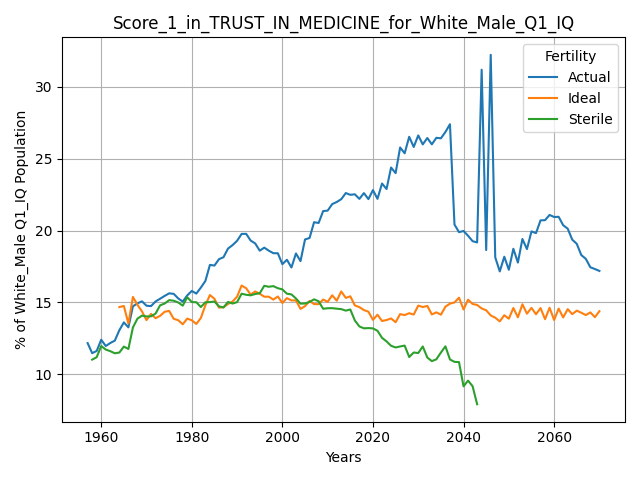 Score_1_in_TRUST_IN_MEDICINE_for_White_Male_Q1_IQ
Fertility
Actual
Ideal
Sterile
% of White_Male Q1_IQ Population
30
25
20
15
10
1960
1980
2000
2020
2040
2060
Years